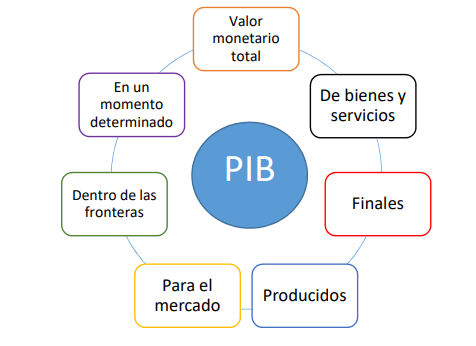 Valor
monetario
total
De bienes y
servicios
Finales
Producidos
Para el
mercado
Dentro de las
fronteras
En un
momento
determinado
PIB